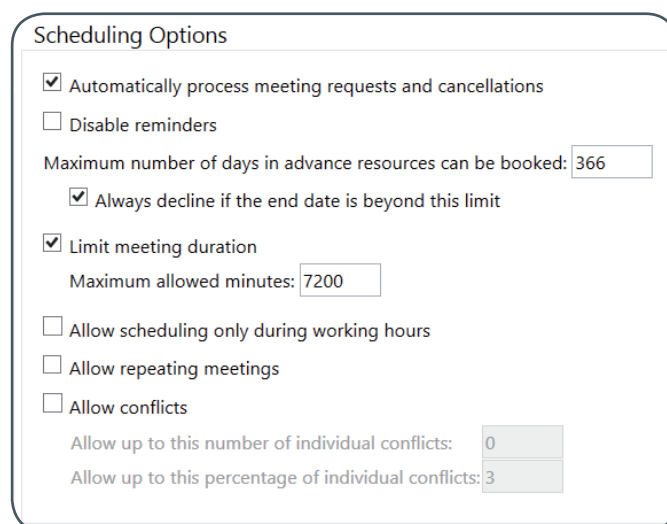 Scheduling Options
Automatically process meeting requests and cancellations
Disable reminders
Maximum number of days in advance resources can be booked: 366
Always decline if the end date is beyond this limit
Limit meeting duration
Maximum allowed minutes: 7200
Allow scheduling only during working hours
Allow repeating meetings
Allow conflicts
Allow up to this number of individual conflicts: 0
Allow up to this percentage of individual conflicts: 3